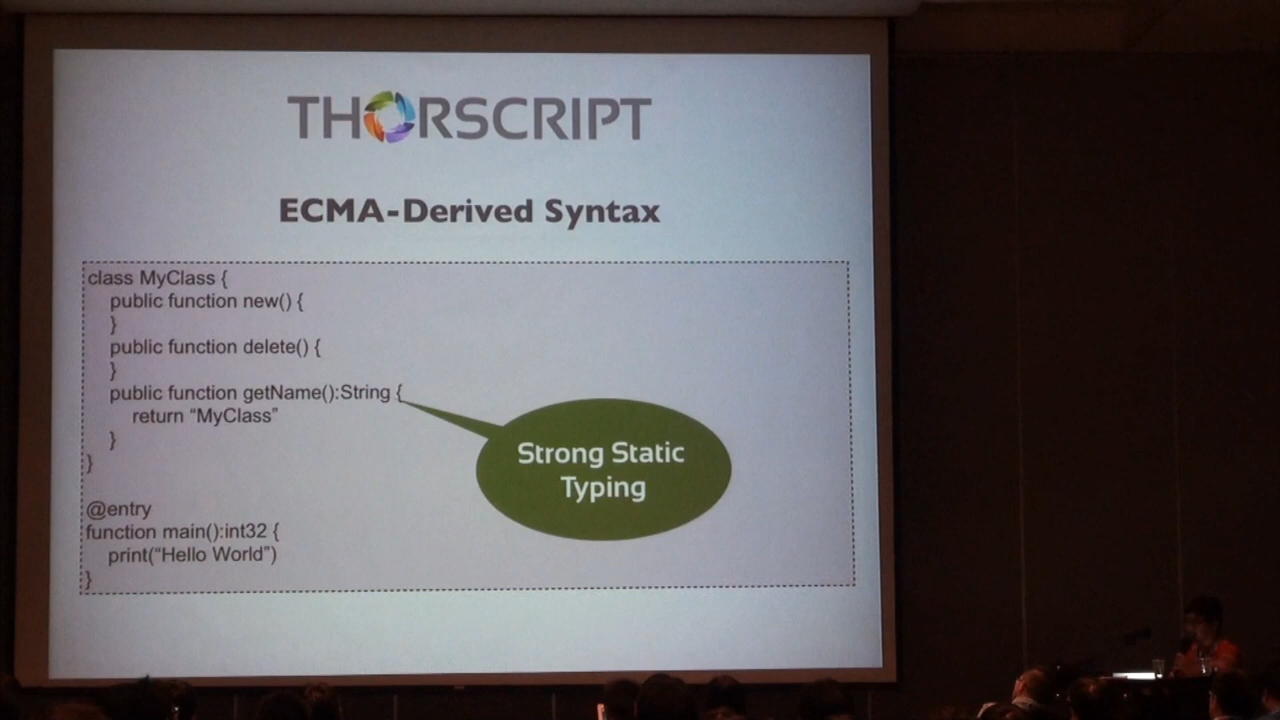 THORSCRIPT
ECMA-Derived Syntax
class MyClass {
public function new() {
}
public function delete() {
}
public function getName():String {
return “MyClass”
}
}
@entry
function main():int32 {
print(“Hello World”)
}
Strong Static
Typing